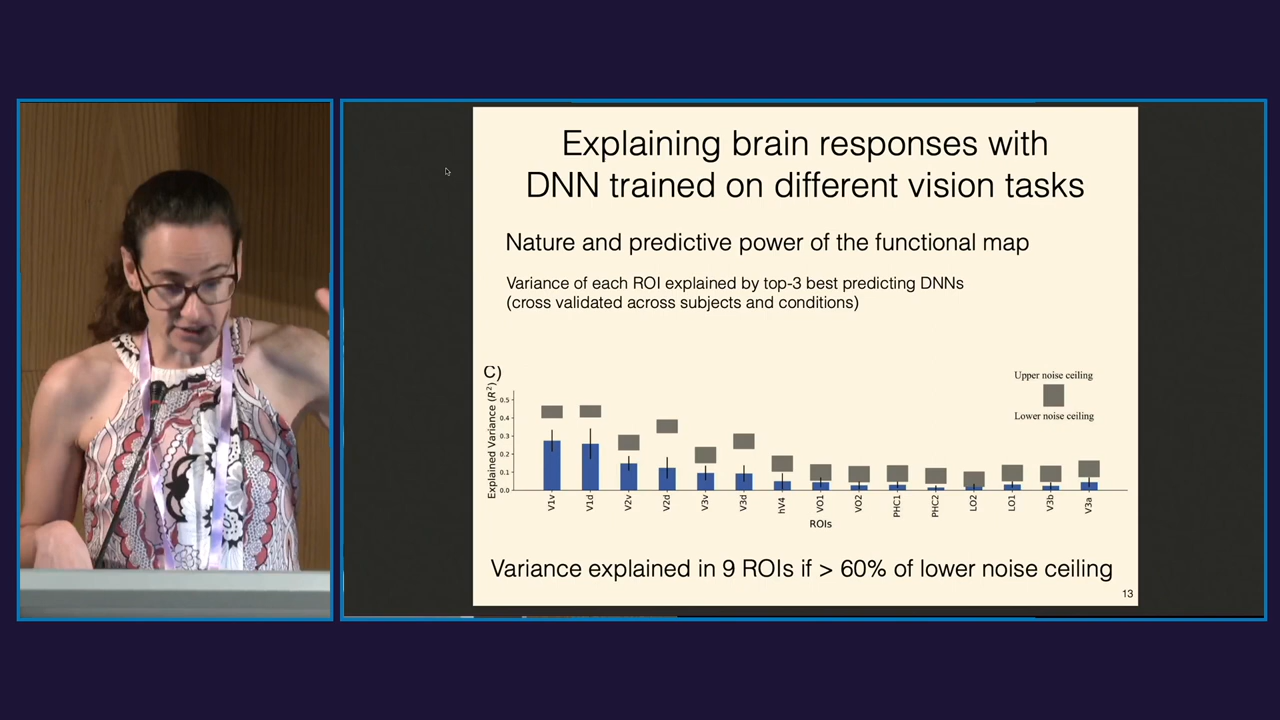 Explaining brain responses with
DNN trained on different vision tasks
Nature and predictive power of the functional map
Variance of each ROI explained by top-3 best predicting DNNs
(cross validated across subjects and conditions)
C)
Upper noise ceiling
Lower noise ceiling
Explained Variance (R²)
0.5
0.4
0.3
0.2
0.1
0.0
V1v
V1d
V2v
V2d
V3v
V3d
hV4
VO1
VO2
PHC1
PHC2
LO2
LO1
V3b
V3a
ROIs
Variance explained in 9 ROIs if > 60% of lower noise ceiling
13